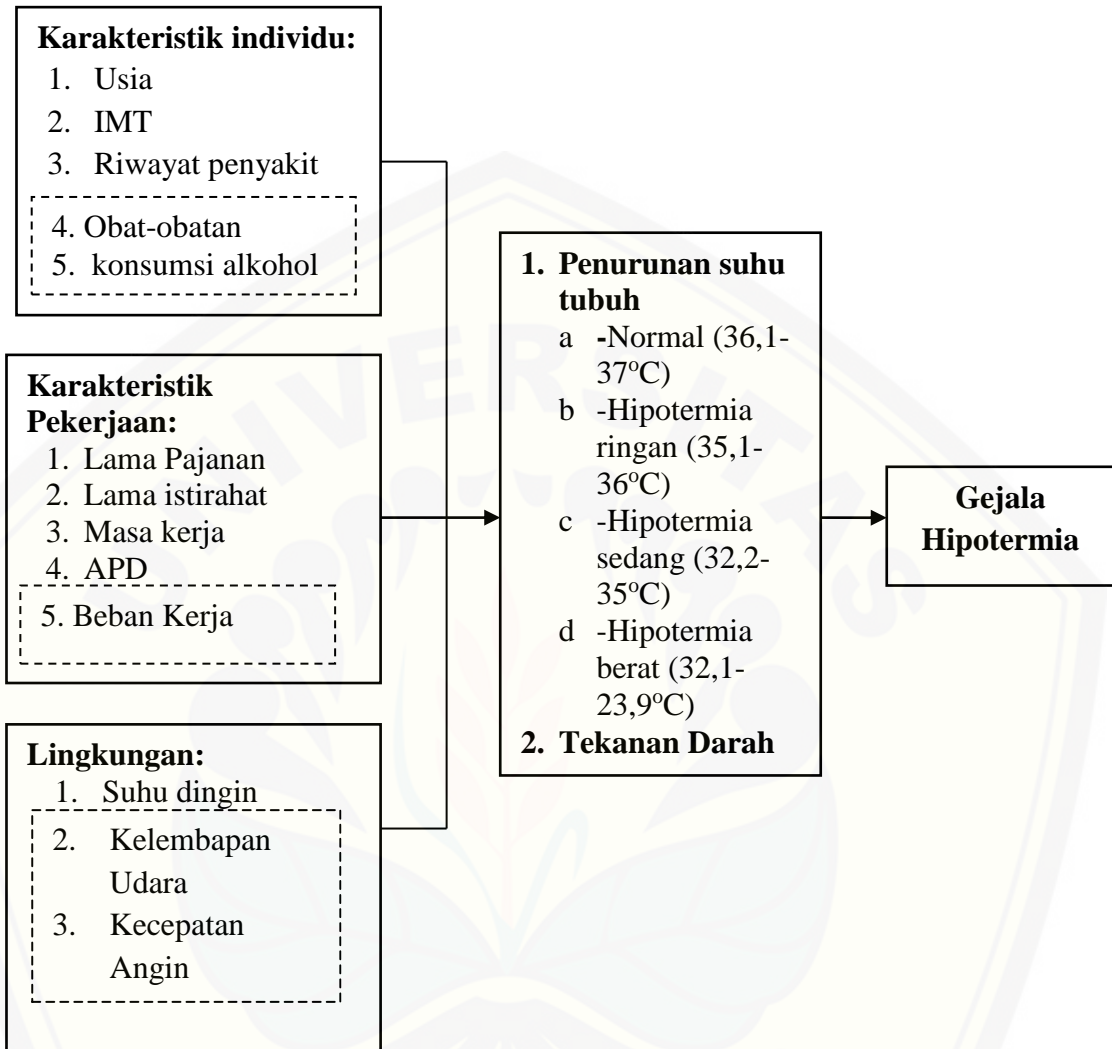 Karakteristik individu:
1. Usia
2. IMT
3. Riwayat penyakit
4. Obat-obatan
5. konsumsi alkohol
Karakteristik
Pekerjaan:
1. Lama Pajanan
2. Lama istirahat
3. Masa kerja
4. APD
5. Beban Kerja
Lingkungan:
1. Suhu dingin
2. Kelembapan
Udara
3. Kecepatan
Angin
1. Penurunan suhu
tubuh
a -Normal (36,1-
37°C)
b -Hipotermia
ringan (35,1-
36°C)
c -Hipotermia
sedang (32,2-
35°C)
d -Hipotermia
berat (32,1-
23,9°C)
2. Tekanan Darah
Gejala
Hipotermia
UNIVERSITAS